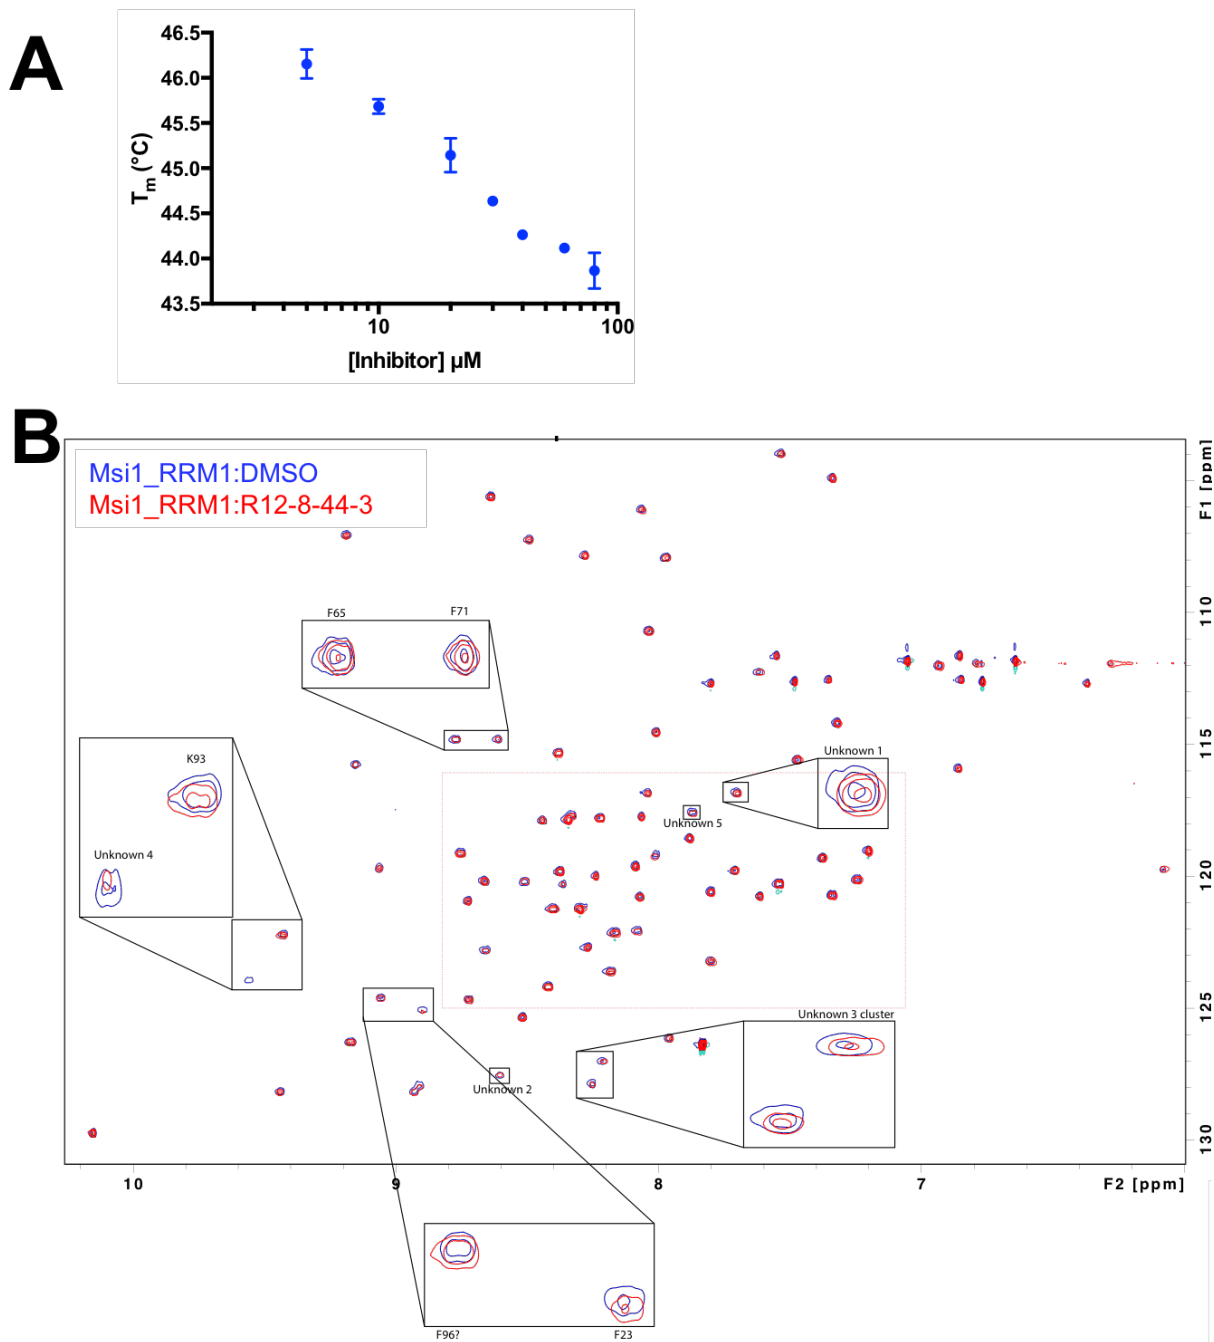 A
46.5
46.0
45.5
45.0
44.5
44.0
43.5
Tm (°C)
10
100
[Inhibitor] µM
B
Msi1_RRM1:DMSO
Msi1_RRM1:R12-8-44-3
F65
F71
K93
Unknown 4
Unknown 1
Unknown 5
Unknown 3 cluster
Unknown 2
F96?
F23
F1 [ppm]
110
115
120
125
130
10
9
8
7
F2 [ppm]